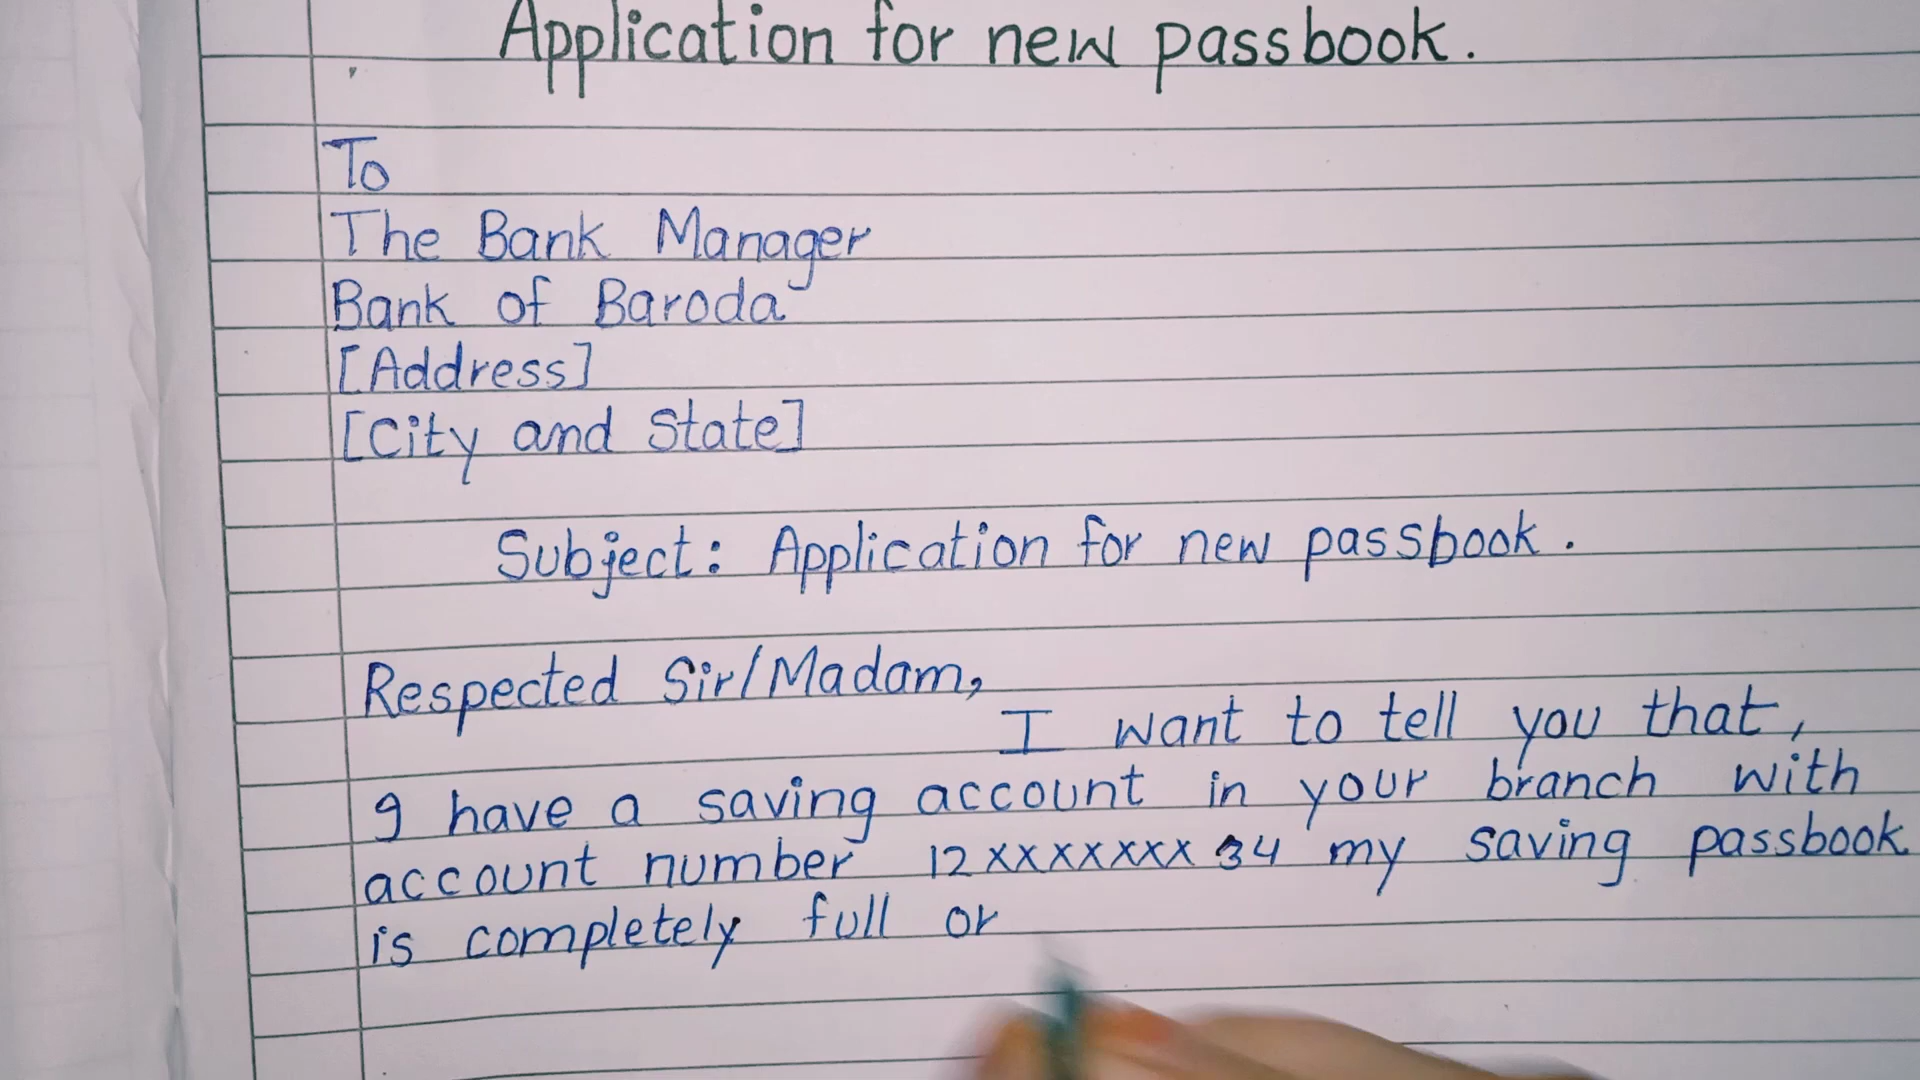 Application for new passbook.
To
The Bank Manager
Bank of Baroda
[Address]
[City and State]
Subject: Application for new passbook.
Respected Sir/Madam,
I want to tell you that,
I have a saving account in your branch with
account number 12xxxxxxx34 my saving passbook
is completely full or